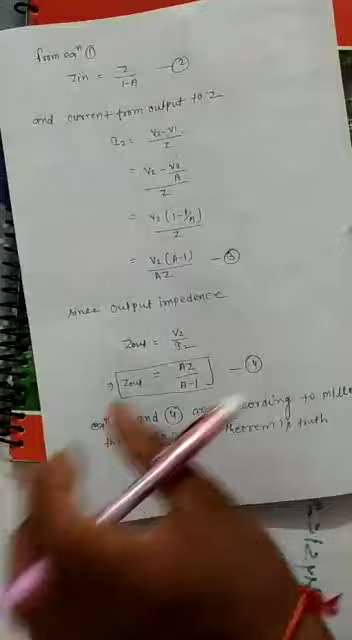 from eqn ①
Zin = Z/1-A —②
and current from output to Z
I2 = V2-V1/Z
= V2 - V2/A/Z
= V2(1-1/A)/Z
= V2(A-1)/AZ —③
since output impedence
Zout = V2/I2
⇒ Zout = AZ/A-1 —④
eqn and ④ according to
theorem's truth